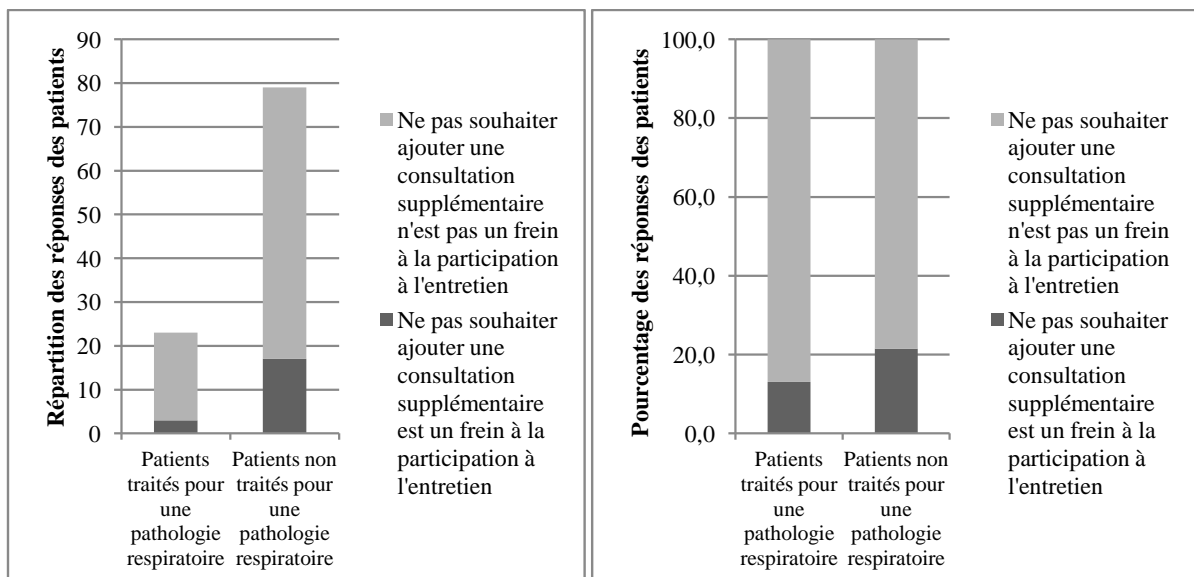 Répartition des réponses des patients
90
80
70
60
50
40
30
20
10
0
Patients
traités pour
une
pathologie
respiratoire
Patients non
traités pour
une
pathologie
respiratoire
Ne pas souhaiter
ajouter une
consultation
supplémentaire
n'est pas un frein
à la participation
à l'entretien
Ne pas souhaiter
ajouter une
consultation
supplémentaire
est un frein à la
participation à
l'entretien
Pourcentage des réponses des patients
100,0
80,0
60,0
40,0
20,0
0,0
Patients
traités pour
une
pathologie
respiratoire
Patients non
traités pour
une
pathologie
respiratoire
Ne pas souhaiter
ajouter une
consultation
supplémentaire
n'est pas un frein
à la participation
à l'entretien
Ne pas souhaiter
ajouter une
consultation
supplémentaire
est un frein à la
participation à
l'entretien